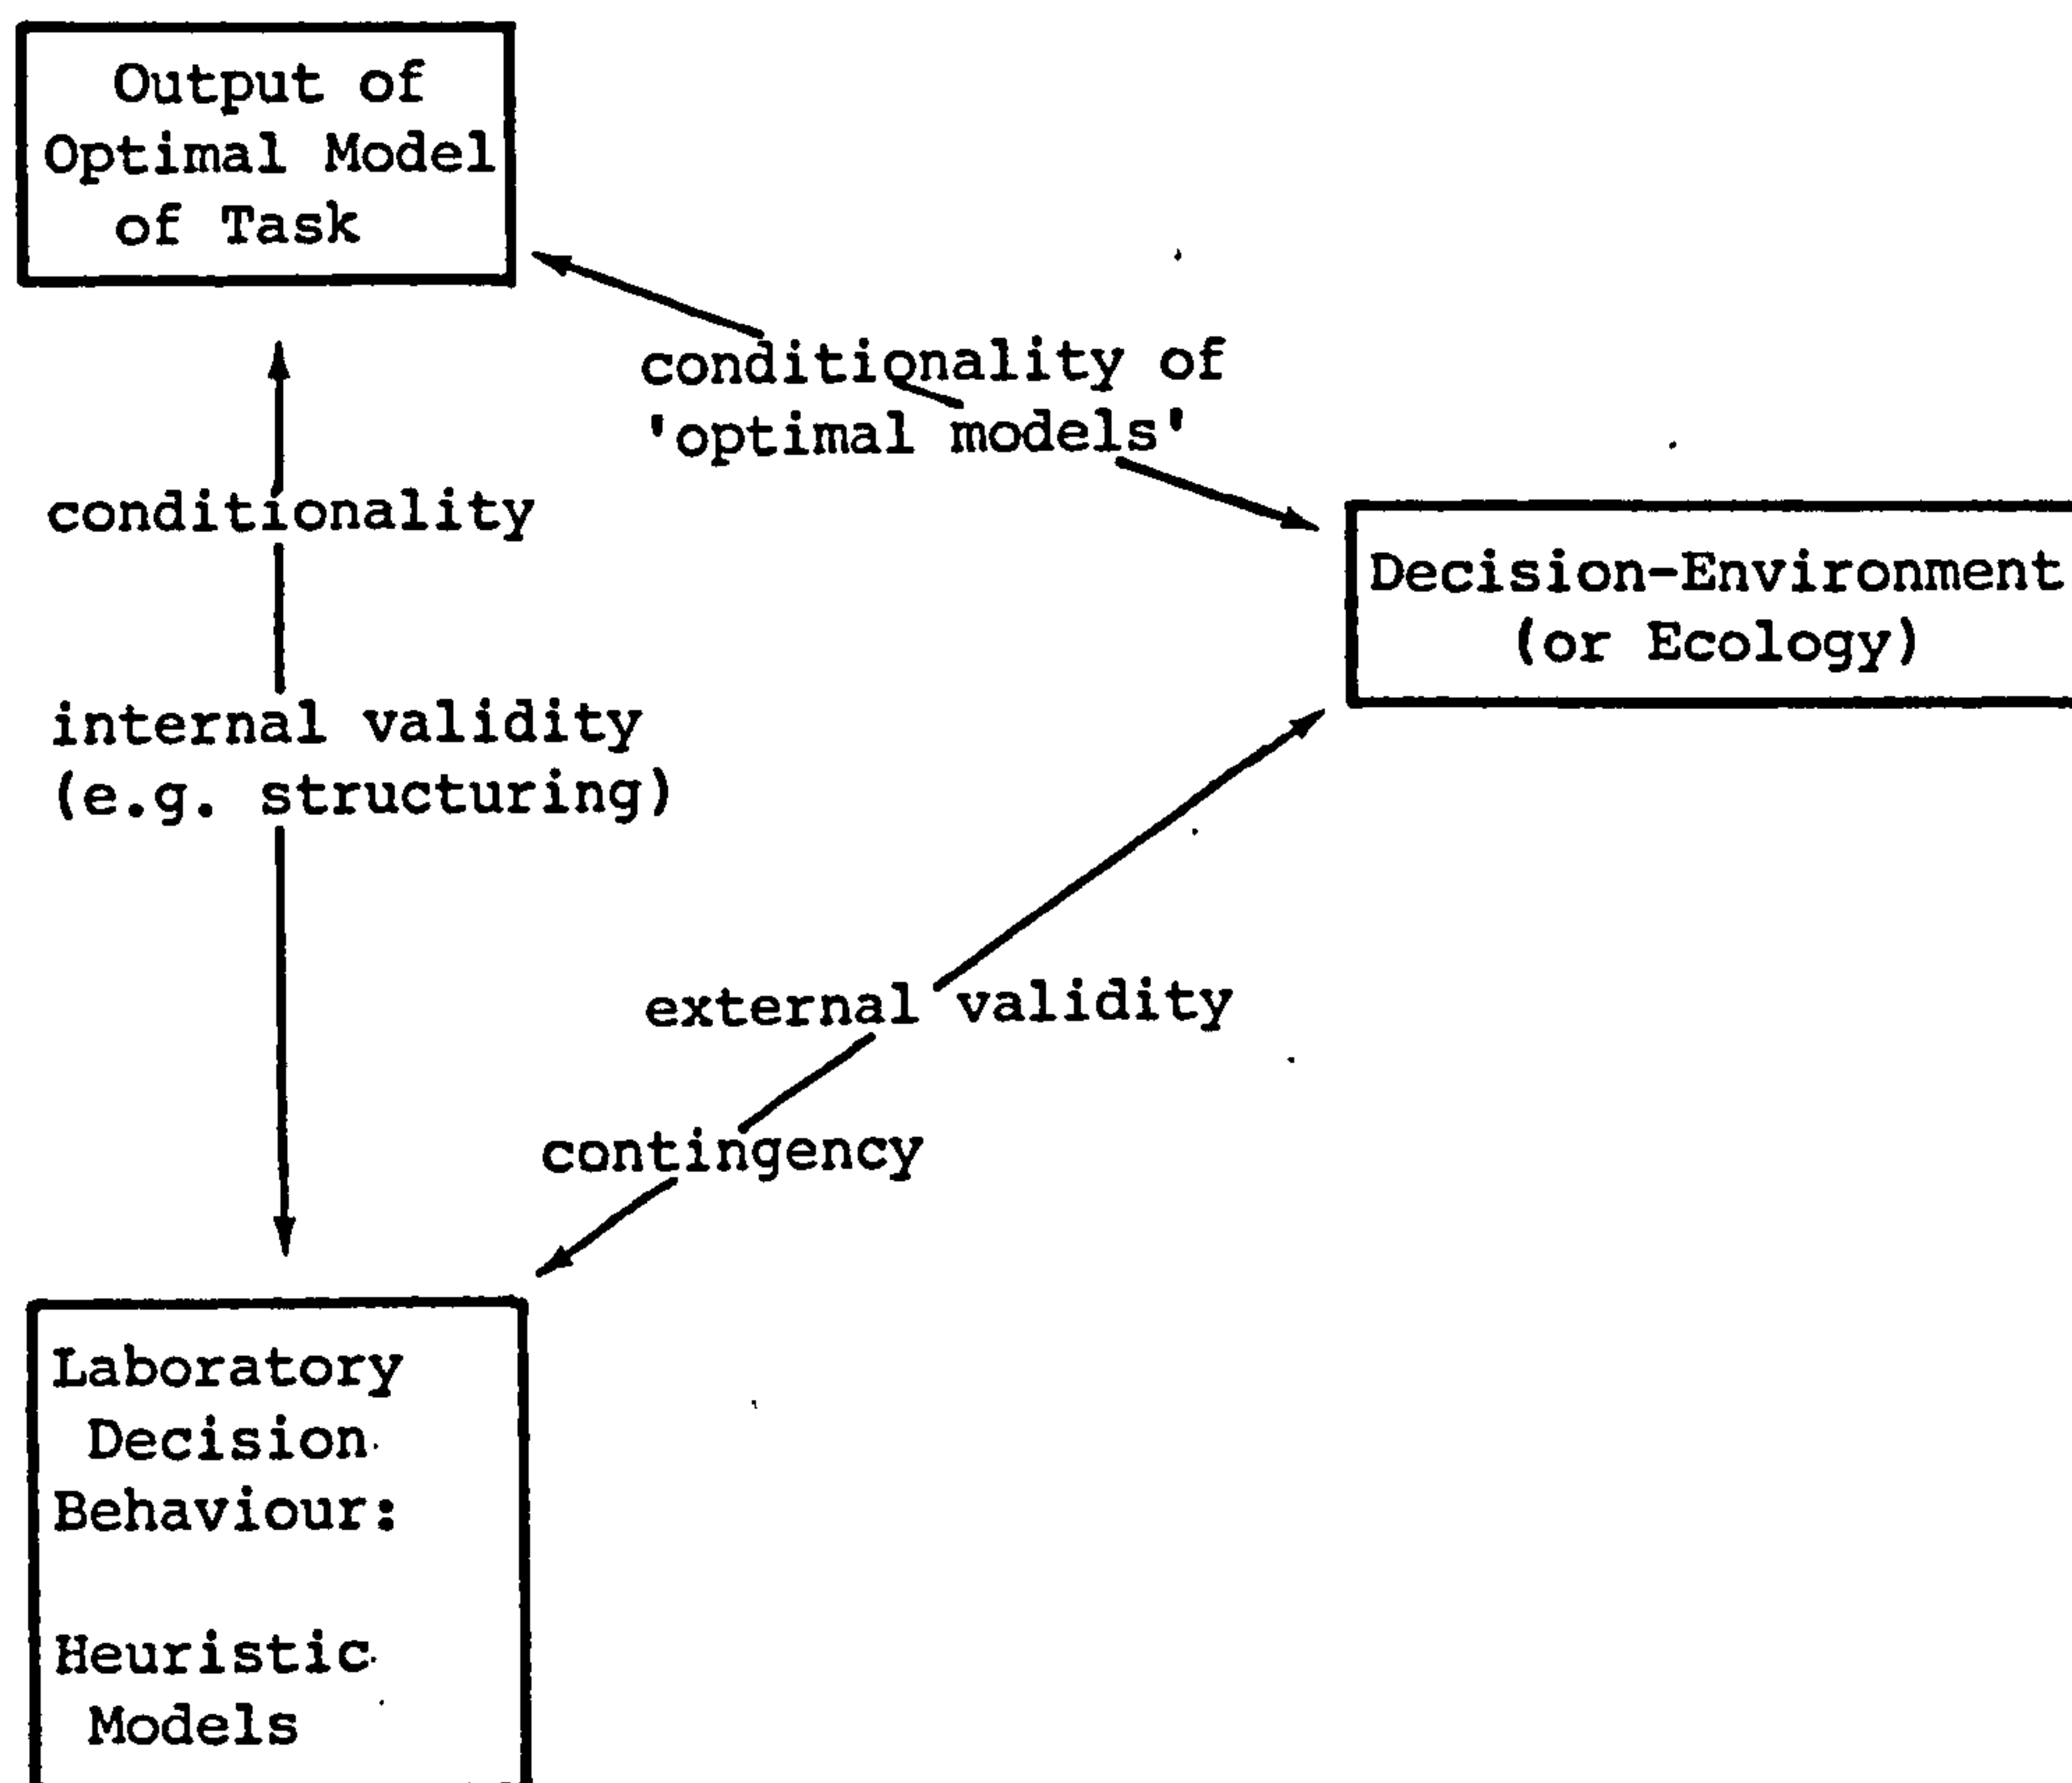 Output of
Optimal Model
of Task
conditionality of
'optimal models'
conditionality
Decision-Environment
(or Ecology)
internal validity
(e.g. structuring)
external validity
contingency
Laboratory
Decision
Behaviour:
Heuristic
Models